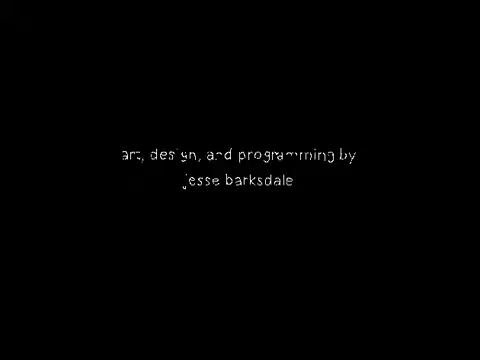 art, design, and programming by
jesse barksdale